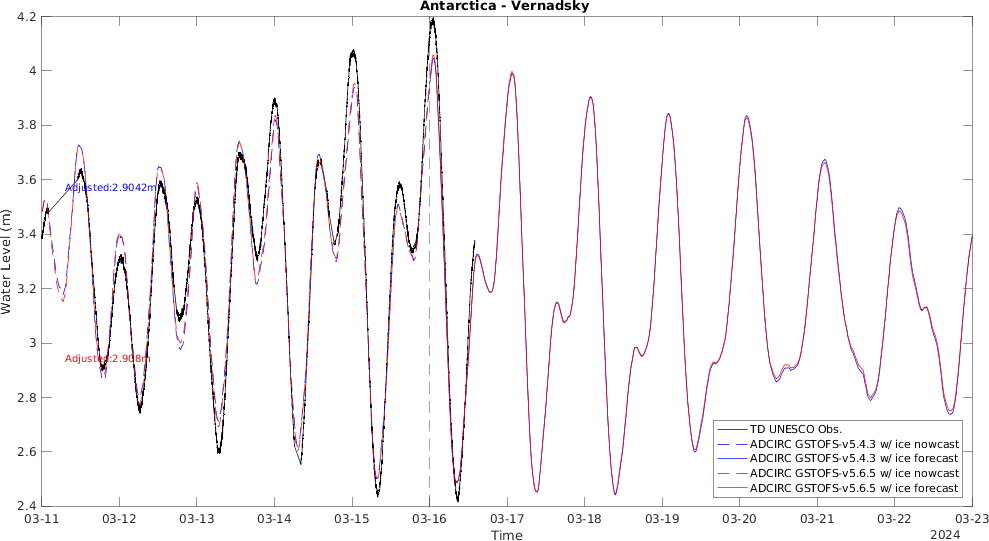 Antarctica - Vernadsky
4.2
4
3.8
3.6
3.4
3.2
3
2.8
2.6
2.4
Water Level (m)
Adjusted:2.9042m
Adjusted:2.908m
TD UNESCO Obs.
ADCIRC GSTOFS-v5.4.3 w/ ice nowcast
ADCIRC GSTOFS-v5.4.3 w/ ice forecast
ADCIRC GSTOFS-v5.6.5 w/ ice nowcast
ADCIRC GSTOFS-v5.6.5 w/ ice forecast
03-11 03-12 03-13 03-14 03-15 03-16 03-17 03-18 03-19 03-20 03-21 03-22 03-23
Time
2024